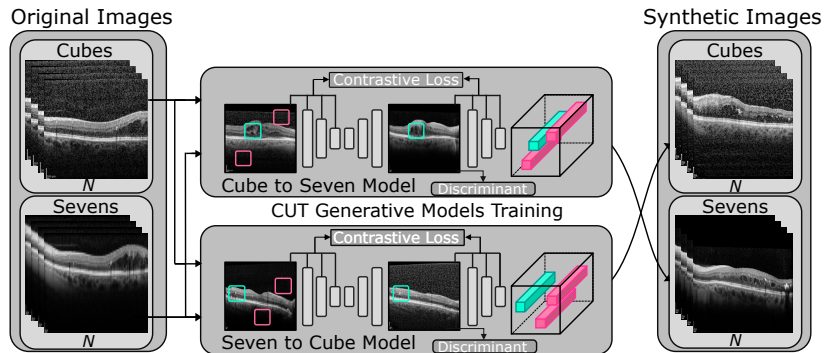 Original Images
Cubes
N
Sevens
N
Contrastive Loss
Discriminant
Cube to Seven Model
CUT Generative Models Training
Contrastive Loss
Discriminant
Seven to Cube Model
Synthetic Images
Cubes
N
Sevens
N